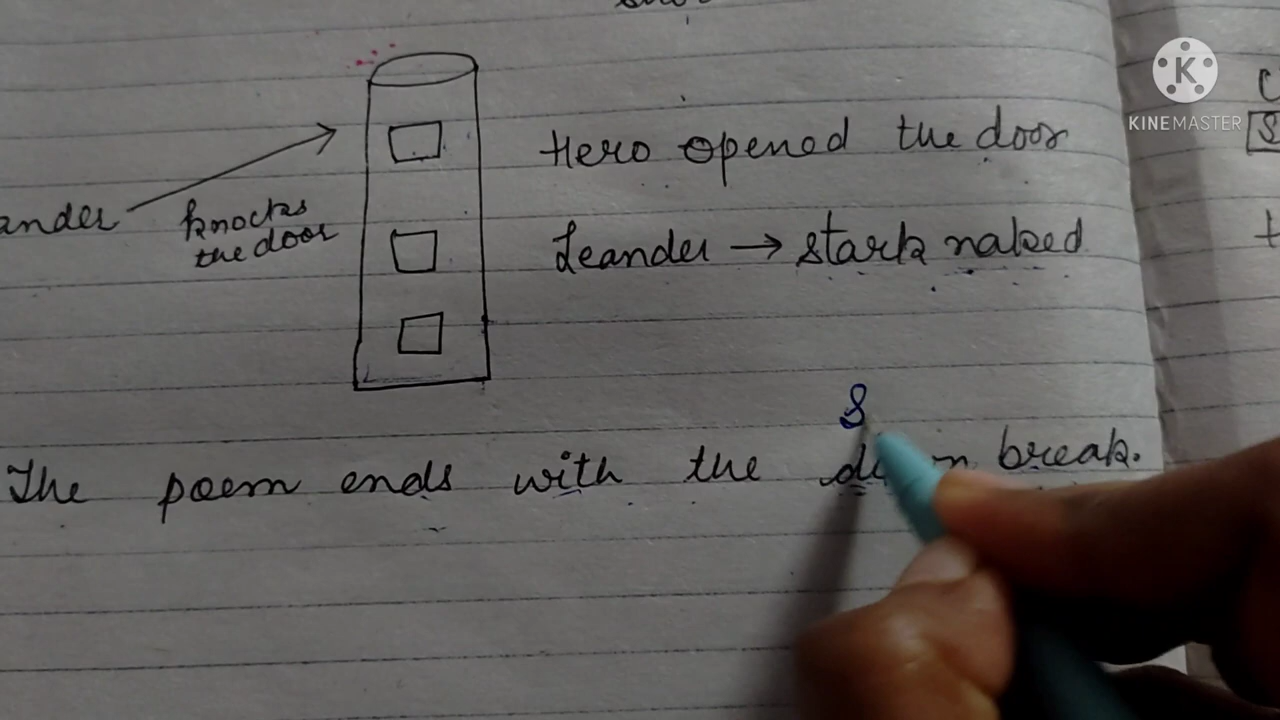 KINEMASTER
Hero opened the door
ander knocks
the door
Leander → stark naked
S
The poem ends with the break.